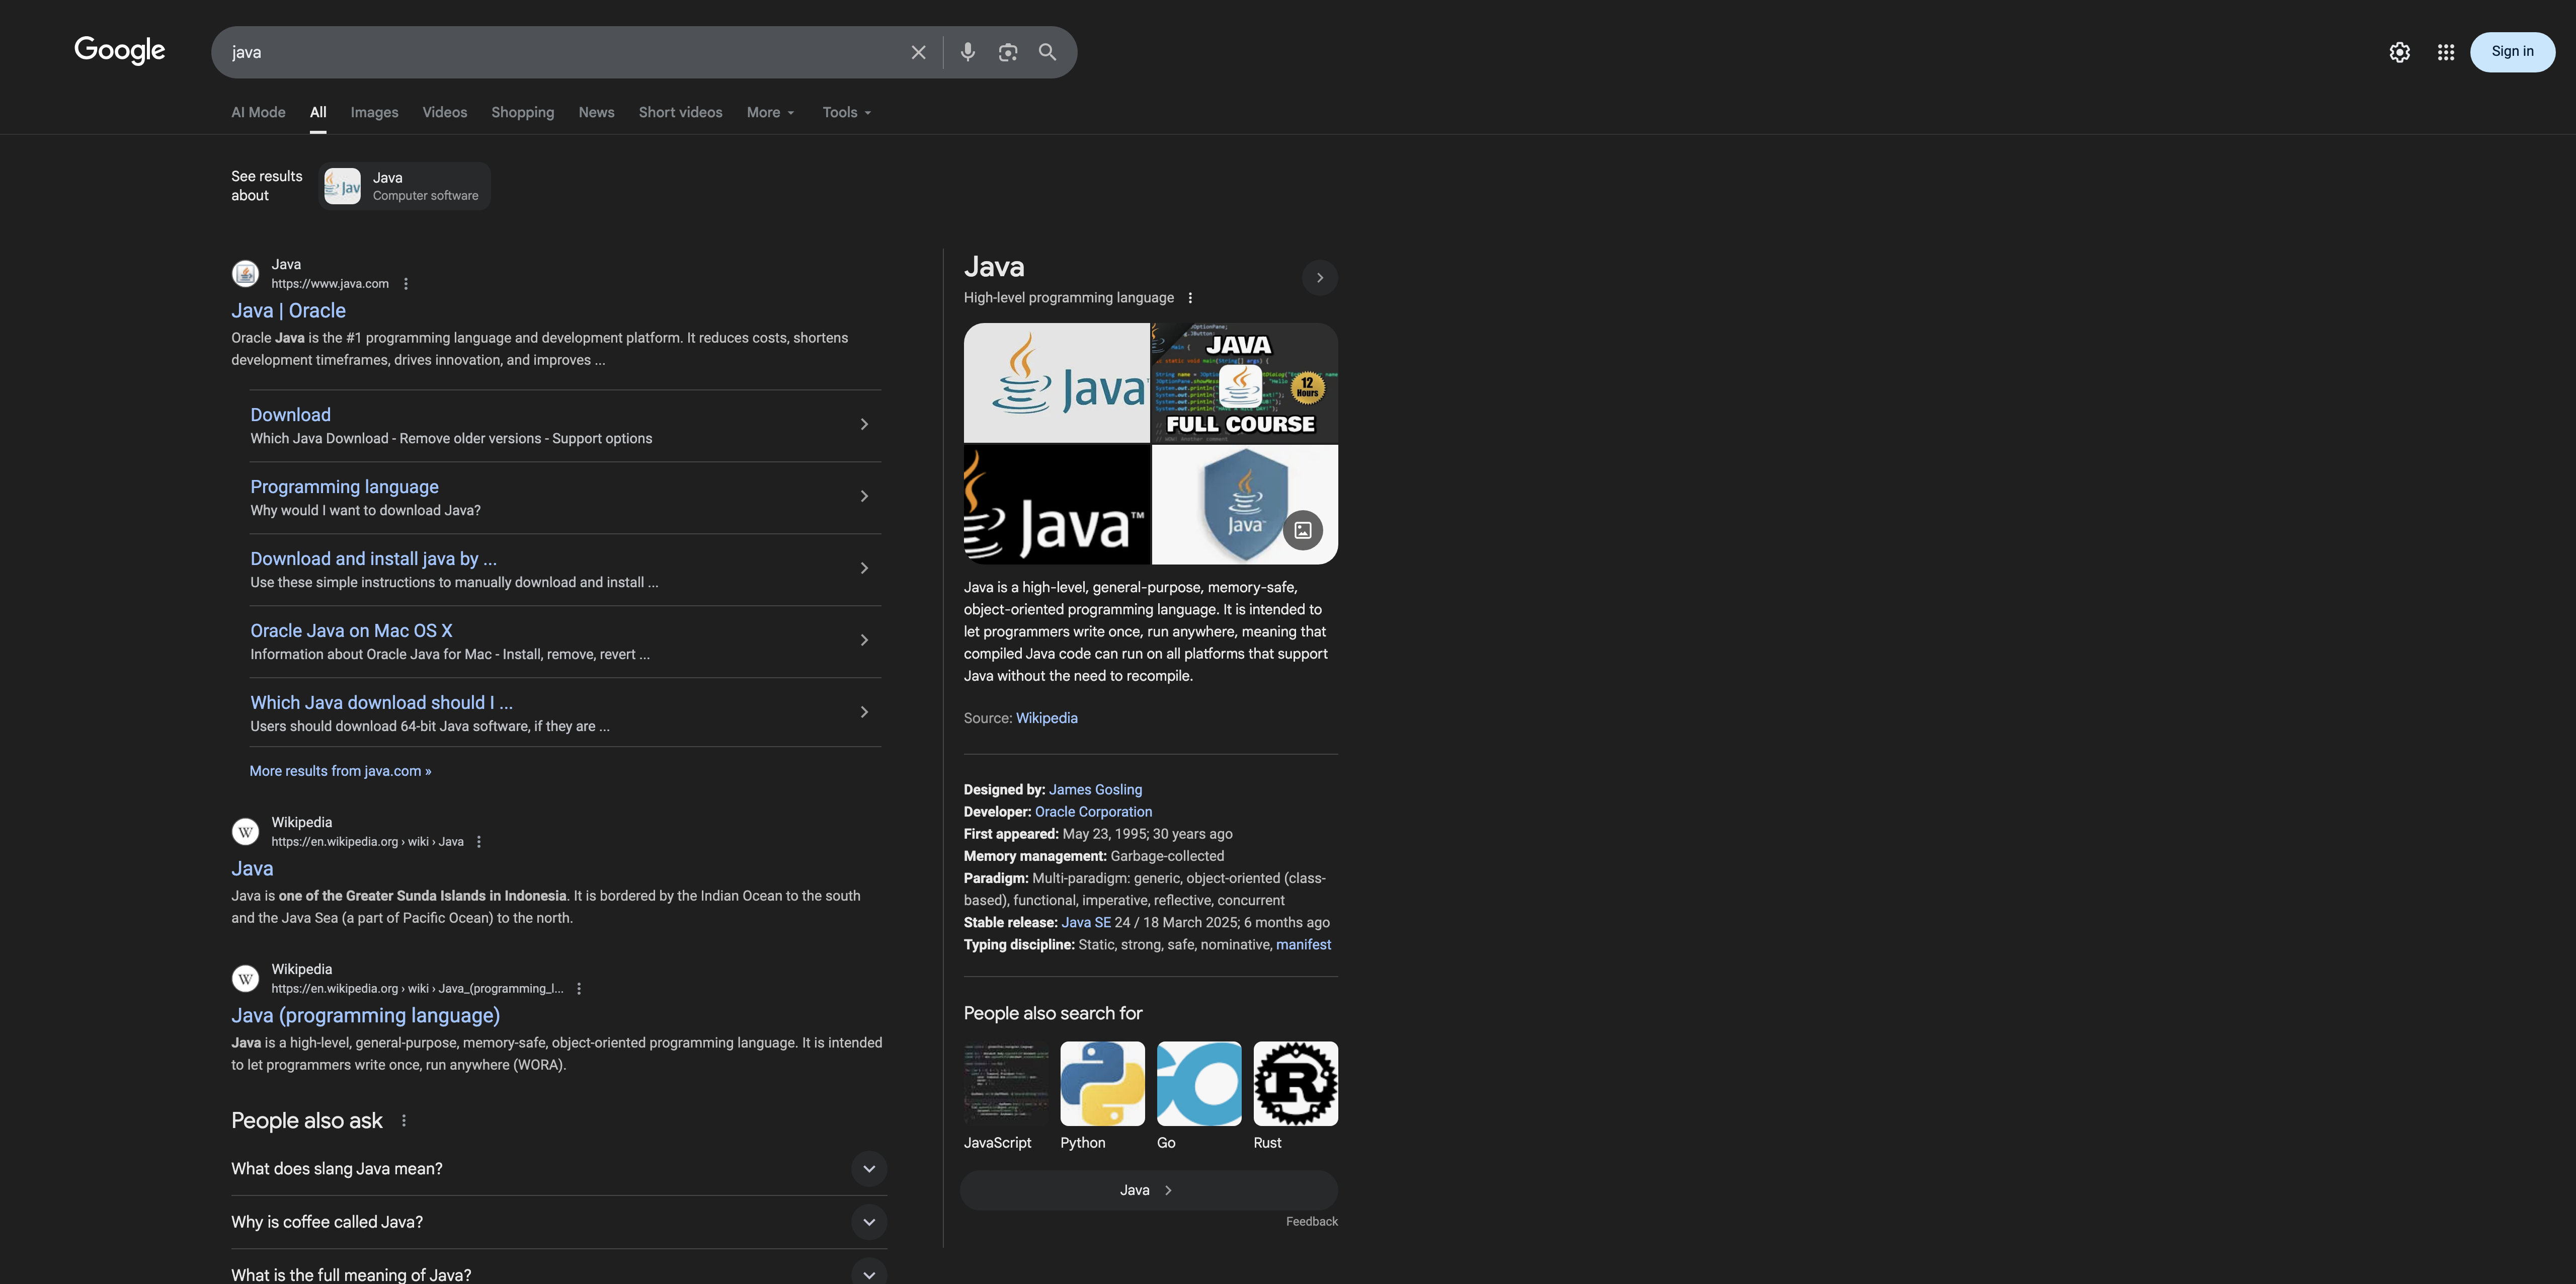 Google
java
Sign in
AI Mode
All
Images
Videos
Shopping
News
Short videos
More
Tools
See results
about
Java
Computer software
Java
https://www.java.com
Java | Oracle
Oracle Java is the #1 programming language and development platform. It reduces costs, shortens
development timeframes, drives innovation, and improves ...
Download
Which Java Download - Remove older versions - Support options
Programming language
Why would I want to download Java?
Download and install java by ...
Use these simple instructions to manually download and install ...
Oracle Java on Mac OS X
Information about Oracle Java for Mac - Install, remove, revert ...
Which Java download should I ...
Users should download 64-bit Java software, if they are ...
More results from java.com »
Wikipedia
https://en.wikipedia.org › wiki › Java
Java
Java is one of the Greater Sunda Islands in Indonesia. It is bordered by the Indian Ocean to the south
and the Java Sea (a part of Pacific Ocean) to the north.
Wikipedia
https://en.wikipedia.org › wiki › Java_(programming_l...
Java (programming language)
Java is a high-level, general-purpose, memory-safe, object-oriented programming language. It is intended
to let programmers write once, run anywhere (WORA).
People also ask
What does slang Java mean?
Why is coffee called Java?
What is the full meaning of Java?
Java
High-level programming language
Java
JAVA
12
Hours
FULL COURSE
Java™
Java
Java is a high-level, general-purpose, memory-safe,
object-oriented programming language. It is intended to
let programmers write once, run anywhere, meaning that
compiled Java code can run on all platforms that support
Java without the need to recompile.
Source: Wikipedia
Designed by: James Gosling
Developer: Oracle Corporation
First appeared: May 23, 1995; 30 years ago
Memory management: Garbage-collected
Paradigm: Multi-paradigm: generic, object-oriented (class-
based), functional, imperative, reflective, concurrent
Stable release: Java SE 24 / 18 March 2025; 6 months ago
Typing discipline: Static, strong, safe, nominative, manifest
People also search for
JavaScript
Python
Go
Rust
Java
Feedback